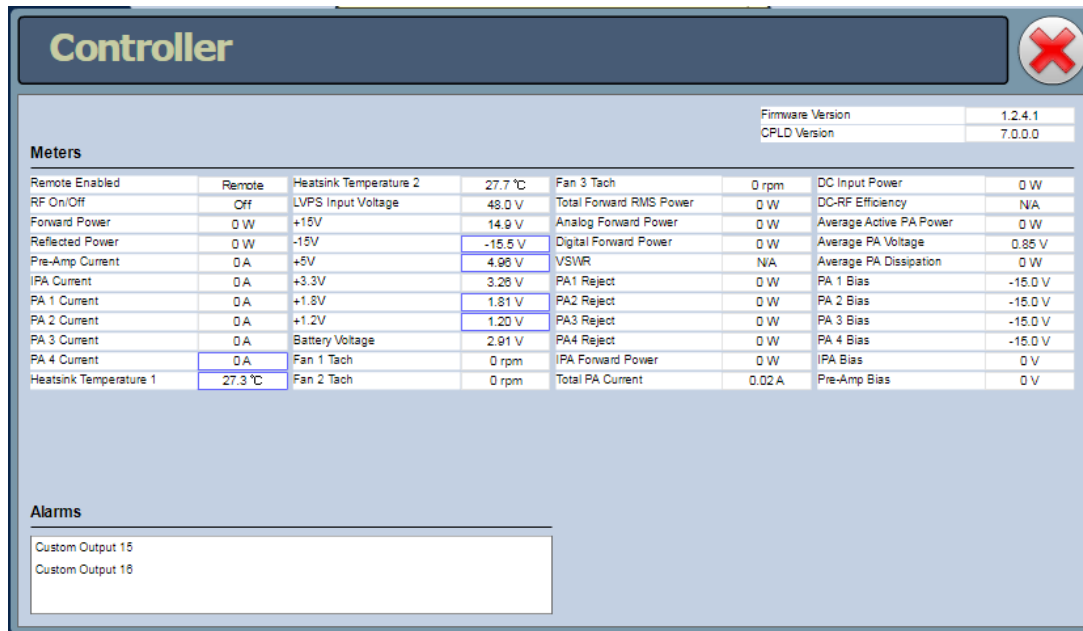 Controller
Firmware Version 1.2.4.1
CPLD Version 7.0.0.0
Meters
Remote Enabled Remote Heatsink Temperature 2 27.7 °C Fan 3 Tach 0 rpm DC Input Power 0 W
RF On/Off Off LVPS Input Voltage 48.0 V Total Forward RMS Power 0 W DC-RF Efficiency N/A
Forward Power 0 W +15V 14.9 V Analog Forward Power 0 W Average Active PA Power 0 W
Reflected Power 0 W -15V -15.5 V Digital Forward Power 0 W Average PA Voltage 0.85 V
Pre-Amp Current 0 A +5V 4.96 V VSWR N/A Average PA Dissipation 0 W
IPA Current 0 A +3.3V 3.26 V PA1 Reject 0 W PA 1 Bias -15.0 V
PA 1 Current 0 A +1.8V 1.81 V PA2 Reject 0 W PA 2 Bias -15.0 V
PA 2 Current 0 A +1.2V 1.20 V PA3 Reject 0 W PA 3 Bias -15.0 V
PA 3 Current 0 A Battery Voltage 2.91 V PA4 Reject 0 W PA 4 Bias -15.0 V
PA 4 Current 0 A Fan 1 Tach 0 rpm IPA Forward Power 0 W IPA Bias 0 V
Heatsink Temperature 1 27.3 °C Fan 2 Tach 0 rpm Total PA Current 0.02 A Pre-Amp Bias 0 V
Alarms
Custom Output 15
Custom Output 16